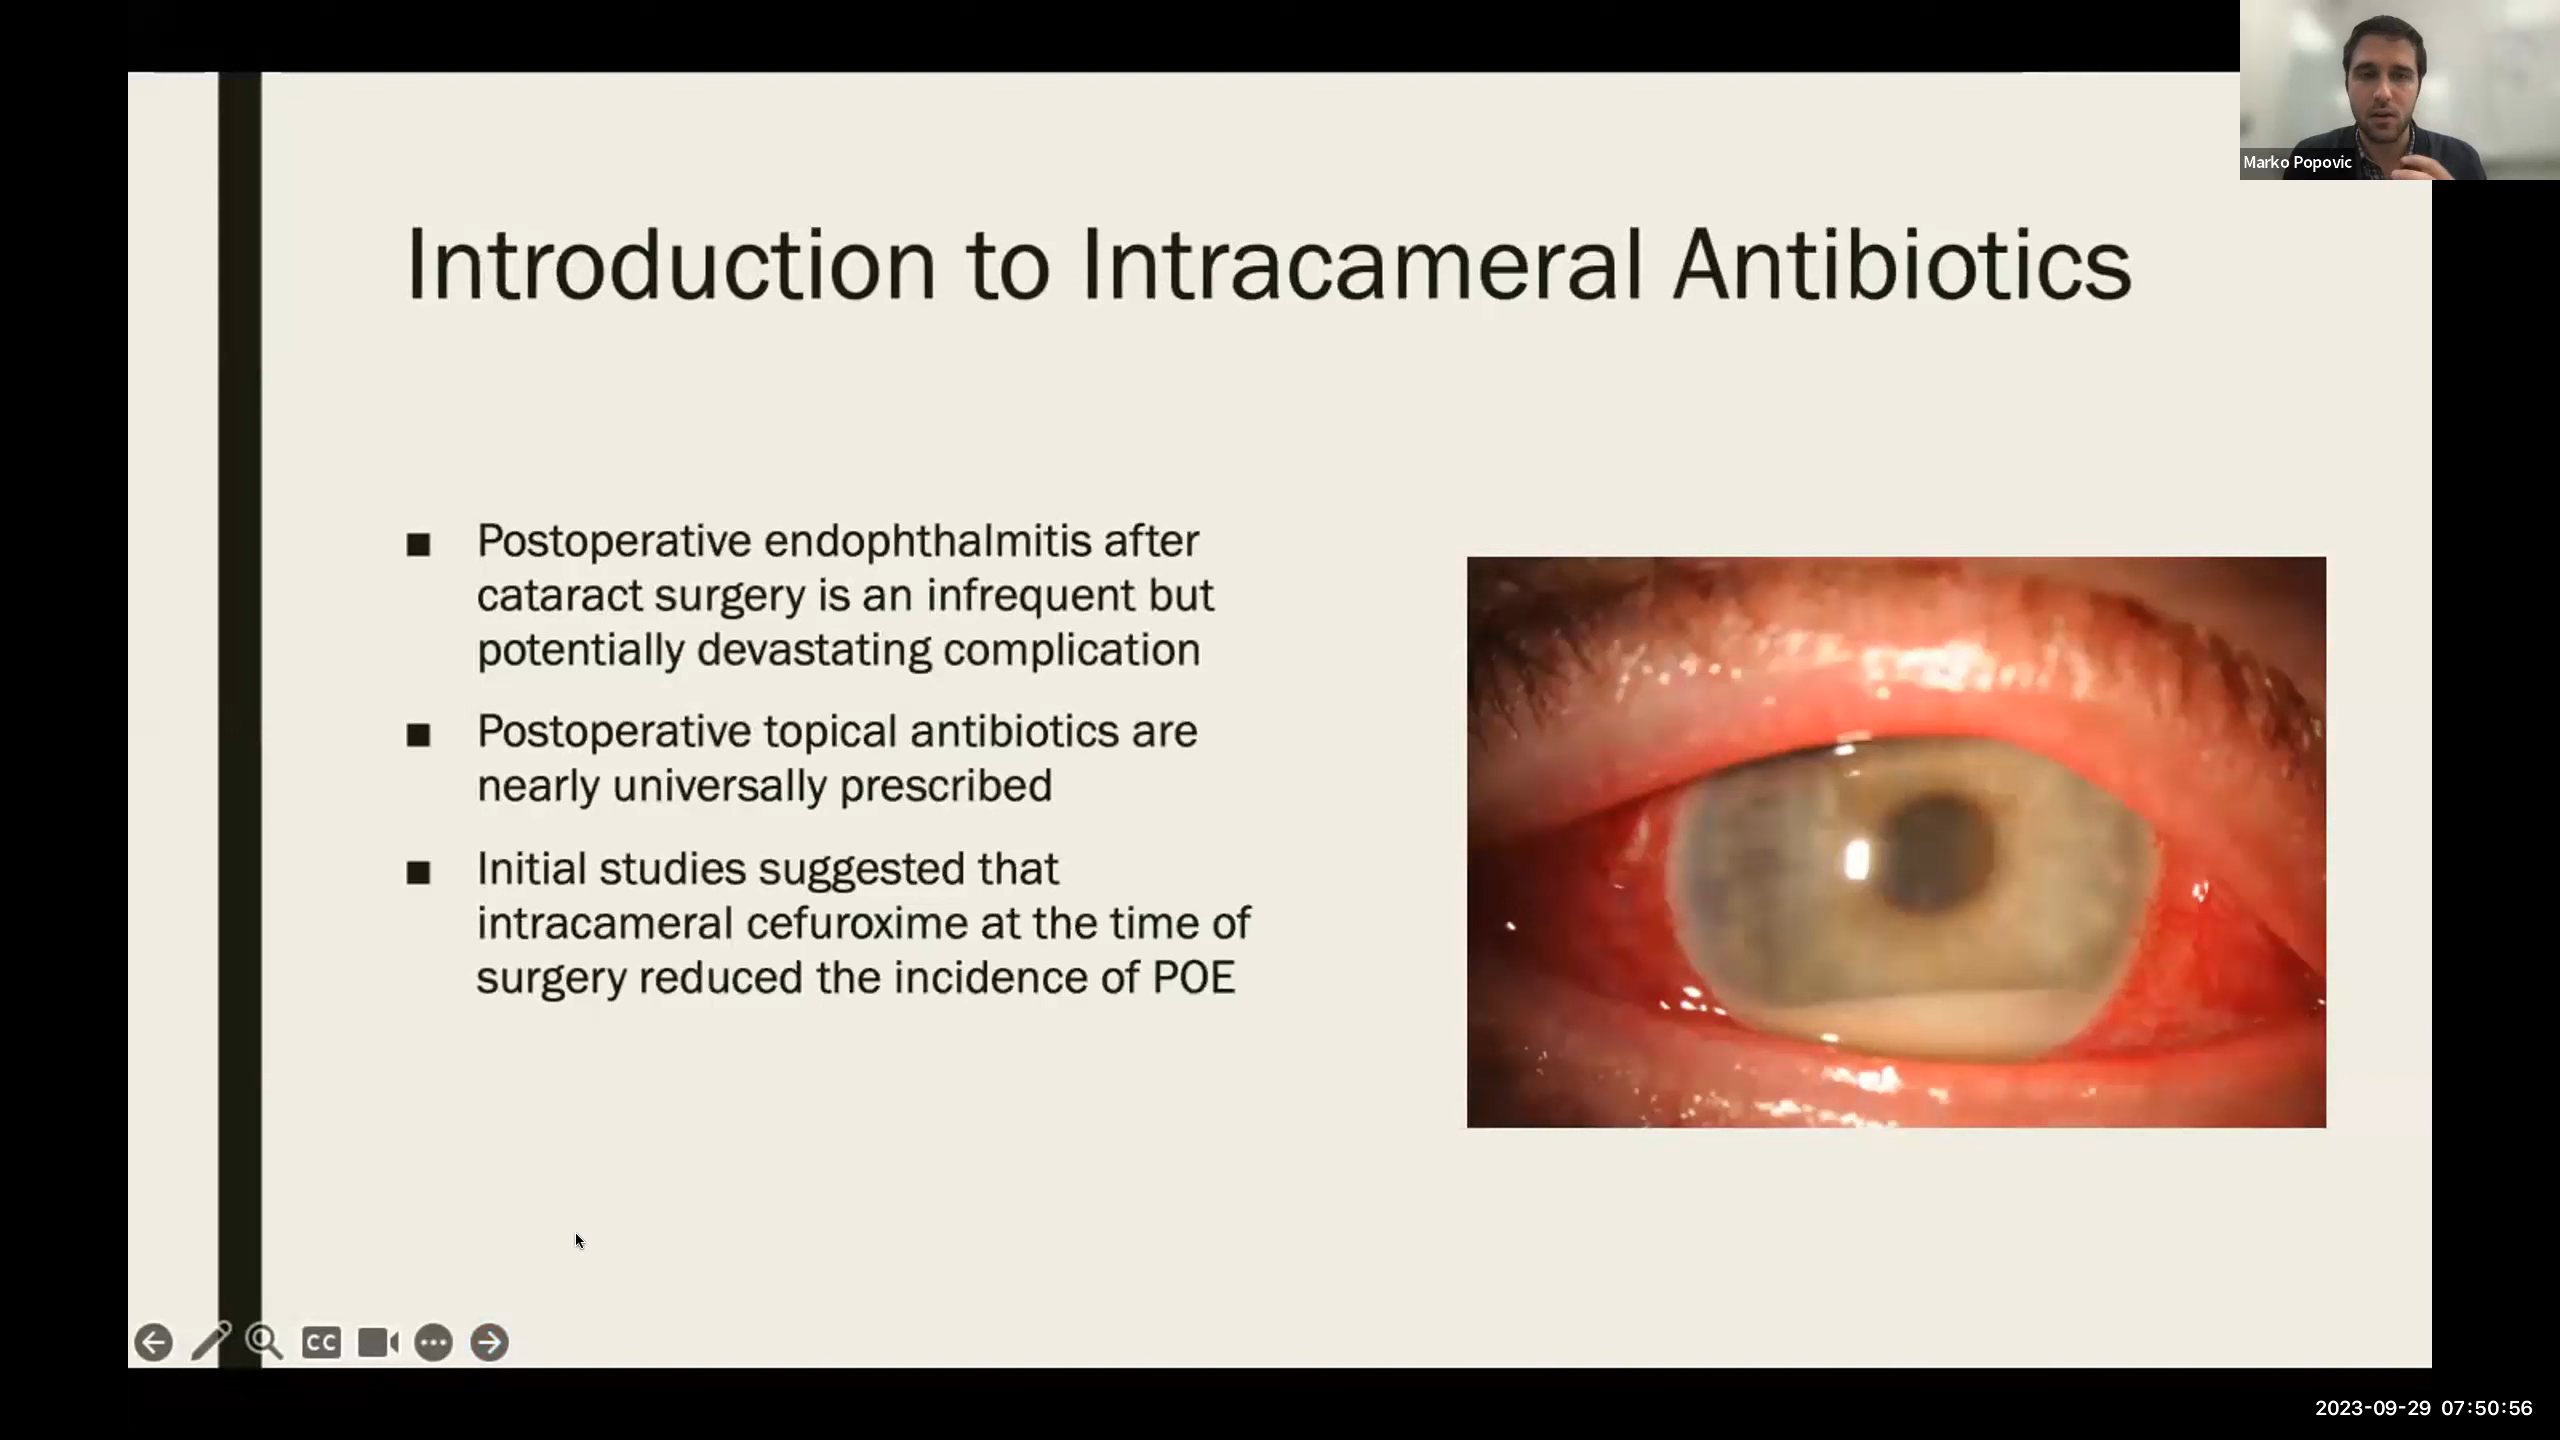 Marko Popovic
Introduction to Intracameral Antibiotics
■ Postoperative endophthalmitis after
cataract surgery is an infrequent but
potentially devastating complication
■ Postoperative topical antibiotics are
nearly universally prescribed
■ Initial studies suggested that
intracameral cefuroxime at the time of
surgery reduced the incidence of POE
CC
2023-09-29 07:50:56